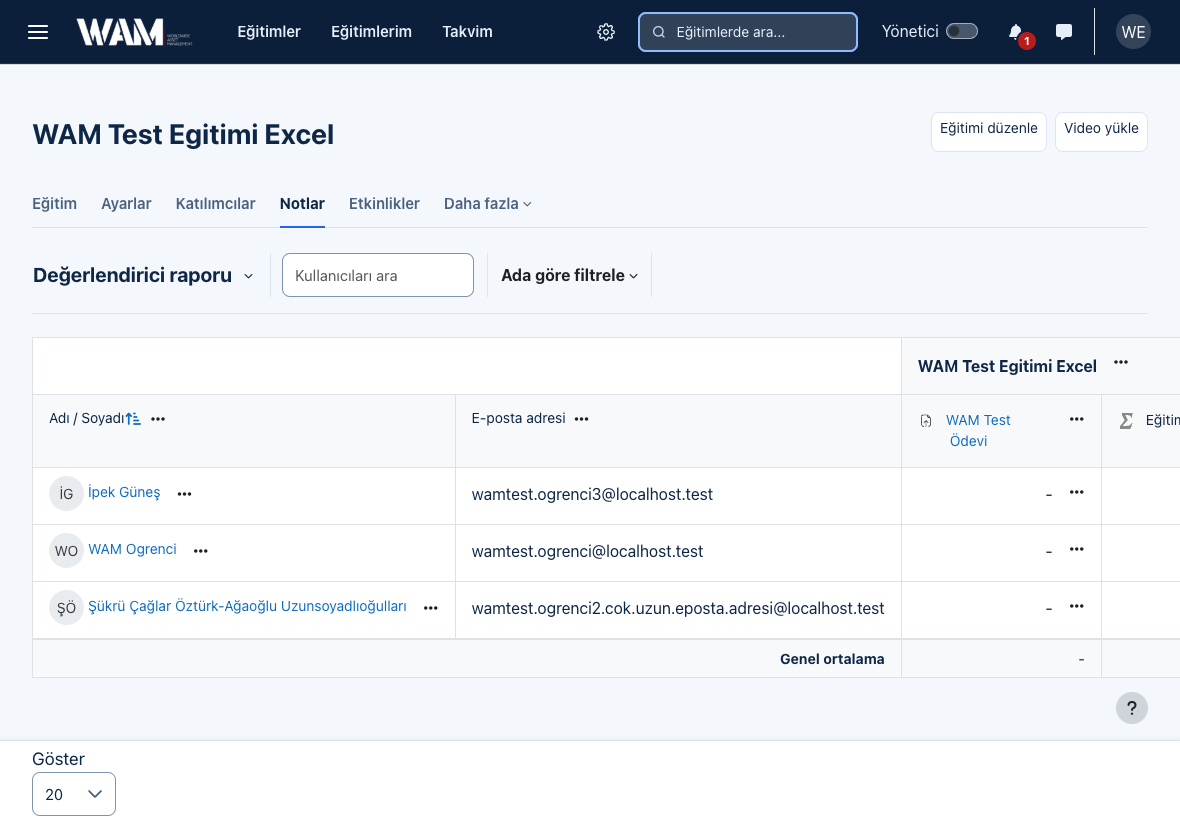 WAM
Eğitimler
Eğitimlerim
Takvim
Eğitimlerde ara...
Yönetici
1
WE
WAM Test Egitimi Excel
Eğitimi düzenle
Video yükle
Eğitim
Ayarlar
Katılımcılar
Notlar
Etkinlikler
Daha fazla
Değerlendirici raporu
Kullanıcıları ara
Ada göre filtrele
WAM Test Egitimi Excel
Adı / Soyadı
E-posta adresi
WAM Test
Ödevi
Eğitim
İG İpek Güneş
wamtest.ogrenci3@localhost.test
-
WO WAM Ogrenci
wamtest.ogrenci@localhost.test
-
ŞÖ Şükrü Çağlar Öztürk-Ağaoğlu Uzunsoyadlıoğulları
wamtest.ogrenci2.cok.uzun.eposta.adresi@localhost.test
-
Genel ortalama
-
?
Göster
20